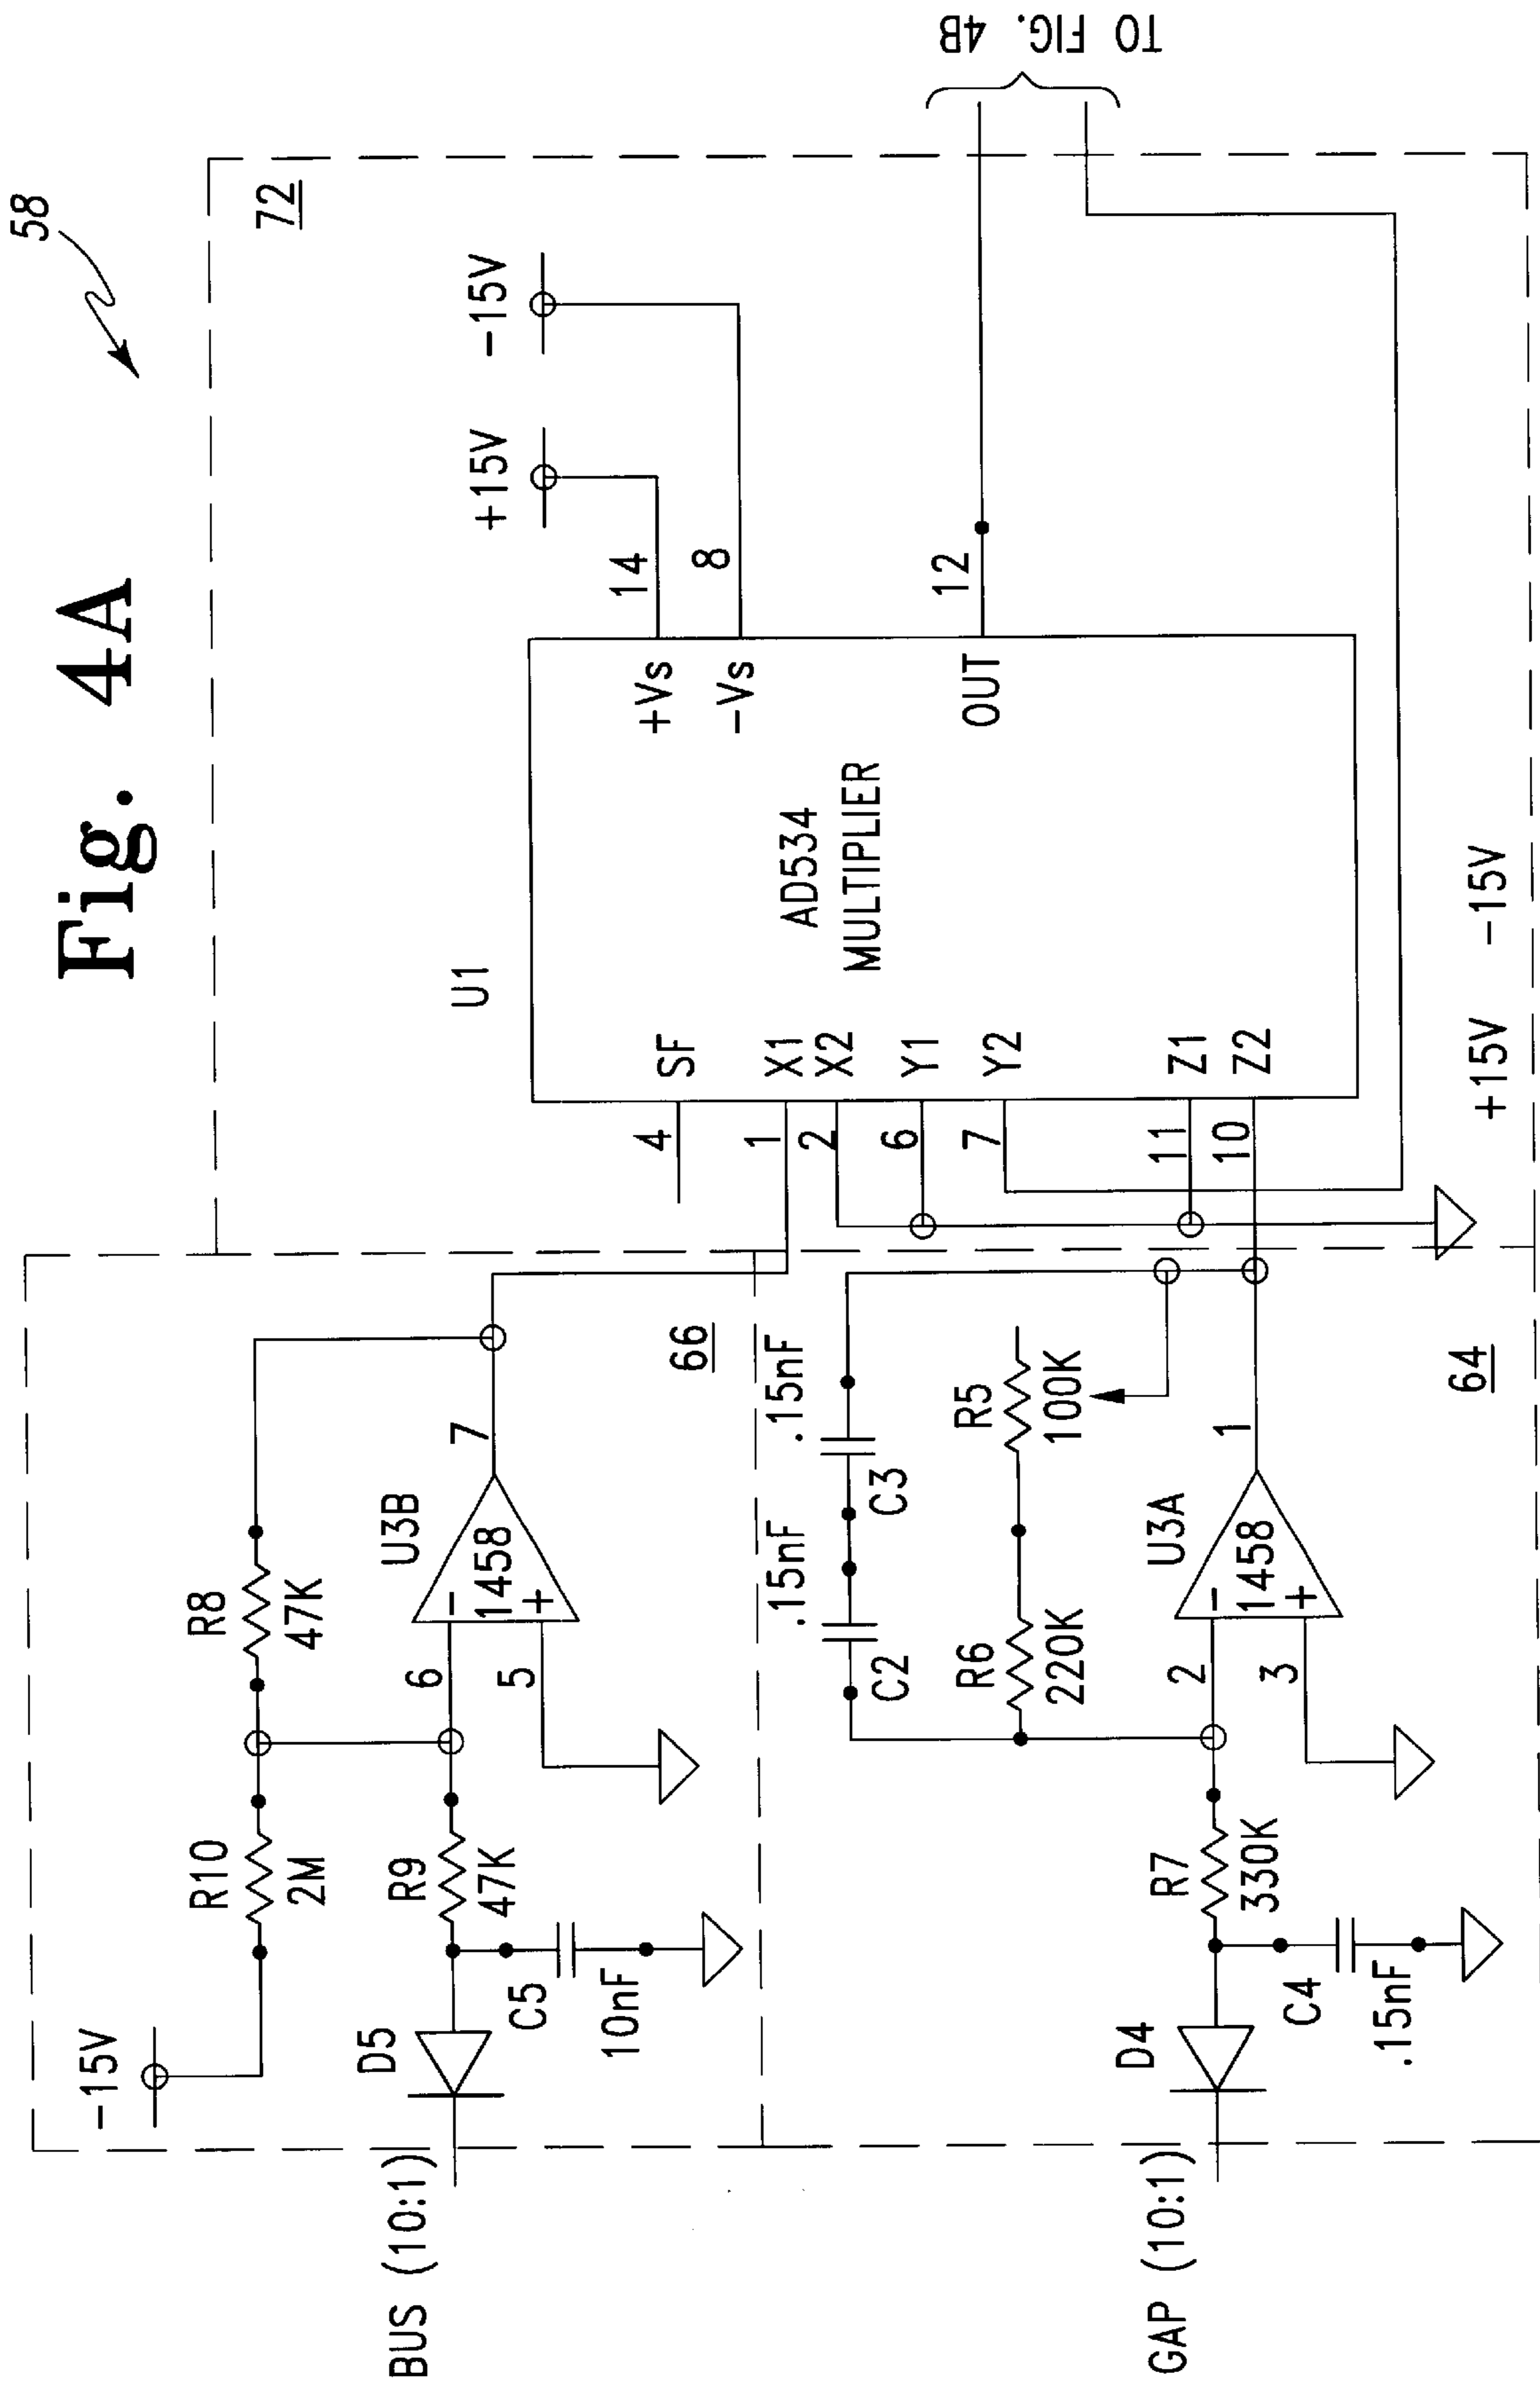 Fig. 4A
58
72
-15V
R10
2M
R8
47K
BUS (10:1)
D5
C5
10nF
R9
47K
6
5
U3B
1458
-
+
7
66
GAP (10:1)
D4
C4
.15nF
R7
330K
2
3
U3A
1458
-
+
1
64
C2
.15nF
C3
.15nF
R6
220K
R5
100K
U1
AD534
MULTIPLIER
4 SF
1 X1
2 X2
6 Y1
7 Y2
11 Z1
10 Z2
+Vs 14
-Vs 8
OUT 12
+15V
-15V
+15V -15V
TO FIG. 4B